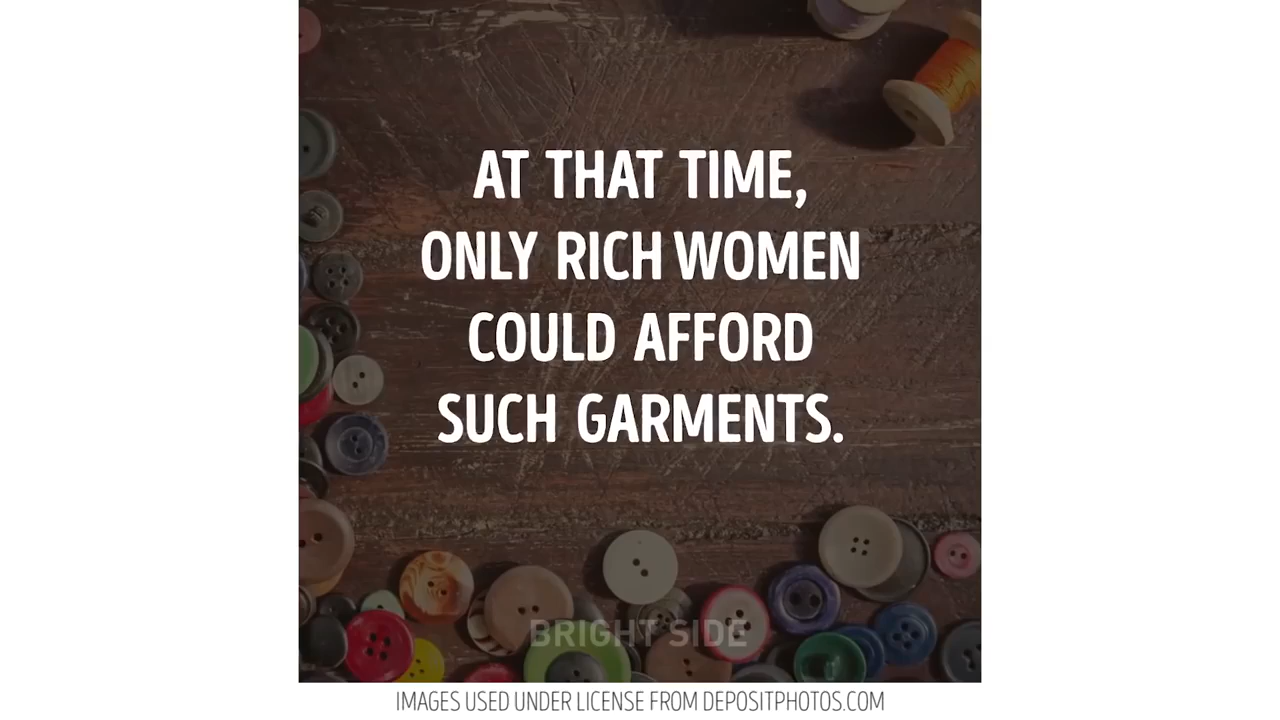 AT THAT TIME,
ONLY RICH WOMEN
COULD AFFORD
SUCH GARMENTS.
BRIGHT SIDE
IMAGES USED UNDER LICENSE FROM DEPOSITPHOTOS.COM